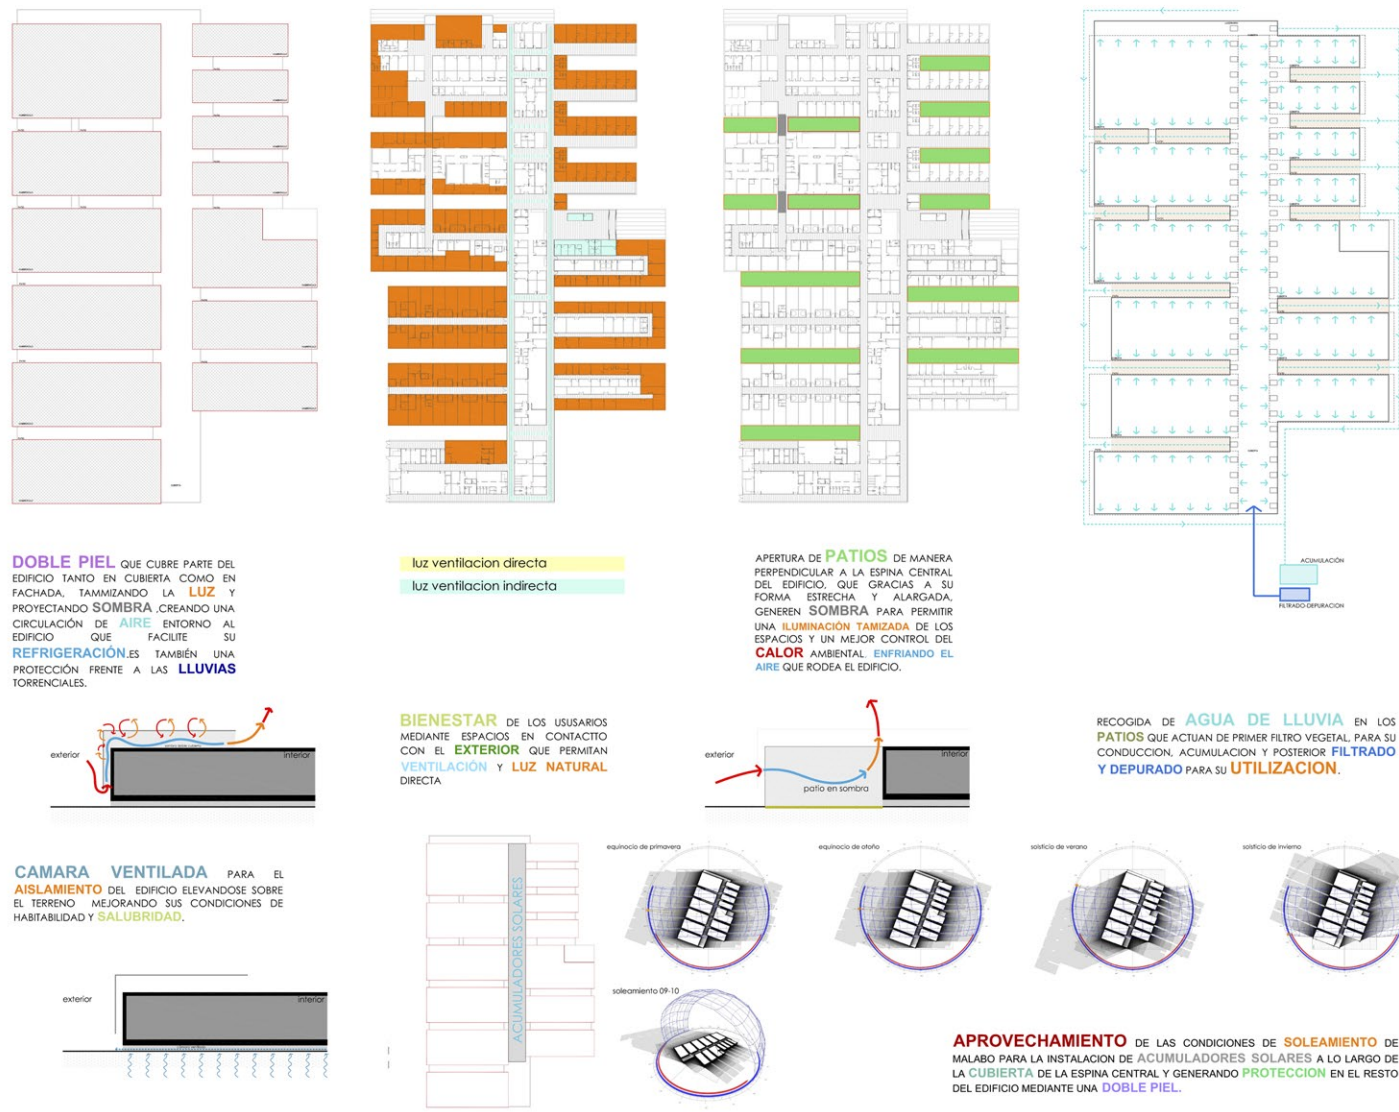 DOBLE PIEL QUE CUBRE PARTE DEL
EDIFICIO TANTO EN CUBIERTA COMO EN
FACHADA, TAMMIZANDO LA LUZ Y
PROYECTANDO SOMBRA ,CREANDO UNA
CIRCULACIÓN DE AIRE ENTORNO AL
EDIFICIO QUE FACILITE SU
REFRIGERACIÓN.ES TAMBIÉN UNA
PROTECCIÓN FRENTE A LAS LLUVIAS
TORRENCIALES.
luz ventilacion directa
luz ventilacion indirecta
APERTURA DE PATIOS DE MANERA
PERPENDICULAR A LA ESPINA CENTRAL
DEL EDIFICIO, QUE GRACIAS A SU
FORMA ESTRECHA Y ALARGADA,
GENEREN SOMBRA PARA PERMITIR
UNA ILUMINACIÓN TAMIZADA DE LOS
ESPACIOS Y UN MEJOR CONTROL DEL
CALOR AMBIENTAL. ENFRIANDO EL
AIRE QUE RODEA EL EDIFICIO.
ACUMULACIÓN
FILTRADO-DEPURACION
exterior
interior
BIENESTAR DE LOS USUSARIOS
MEDIANTE ESPACIOS EN CONTACTTO
CON EL EXTERIOR QUE PERMITAN
VENTILACIÓN Y LUZ NATURAL
DIRECTA
exterior
patio en sombra
interior
RECOGIDA DE AGUA DE LLUVIA EN LOS
PATIOS QUE ACTUAN DE PRIMER FILTRO VEGETAL, PARA SU
CONDUCCION, ACUMULACION Y POSTERIOR FILTRADO
Y DEPURADO PARA SU UTILIZACION.
CAMARA VENTILADA PARA EL
AISLAMIENTO DEL EDIFICIO ELEVANDOSE SOBRE
EL TERRENO MEJORANDO SUS CONDICIONES DE
HABITABILIDAD Y SALUBRIDAD.
exterior
interior
ACUMULADORES SOLARES
equinocio de primavera
equinocio de otoño
solsticio de verano
solsticio de invierno
soleamiento 09-10
APROVECHAMIENTO DE LAS CONDICIONES DE SOLEAMIENTO DE
MALABO PARA LA INSTALACION DE ACUMULADORES SOLARES A LO LARGO DE
LA CUBIERTA DE LA ESPINA CENTRAL Y GENERANDO PROTECCION EN EL RESTO
DEL EDIFICIO MEDIANTE UNA DOBLE PIEL.